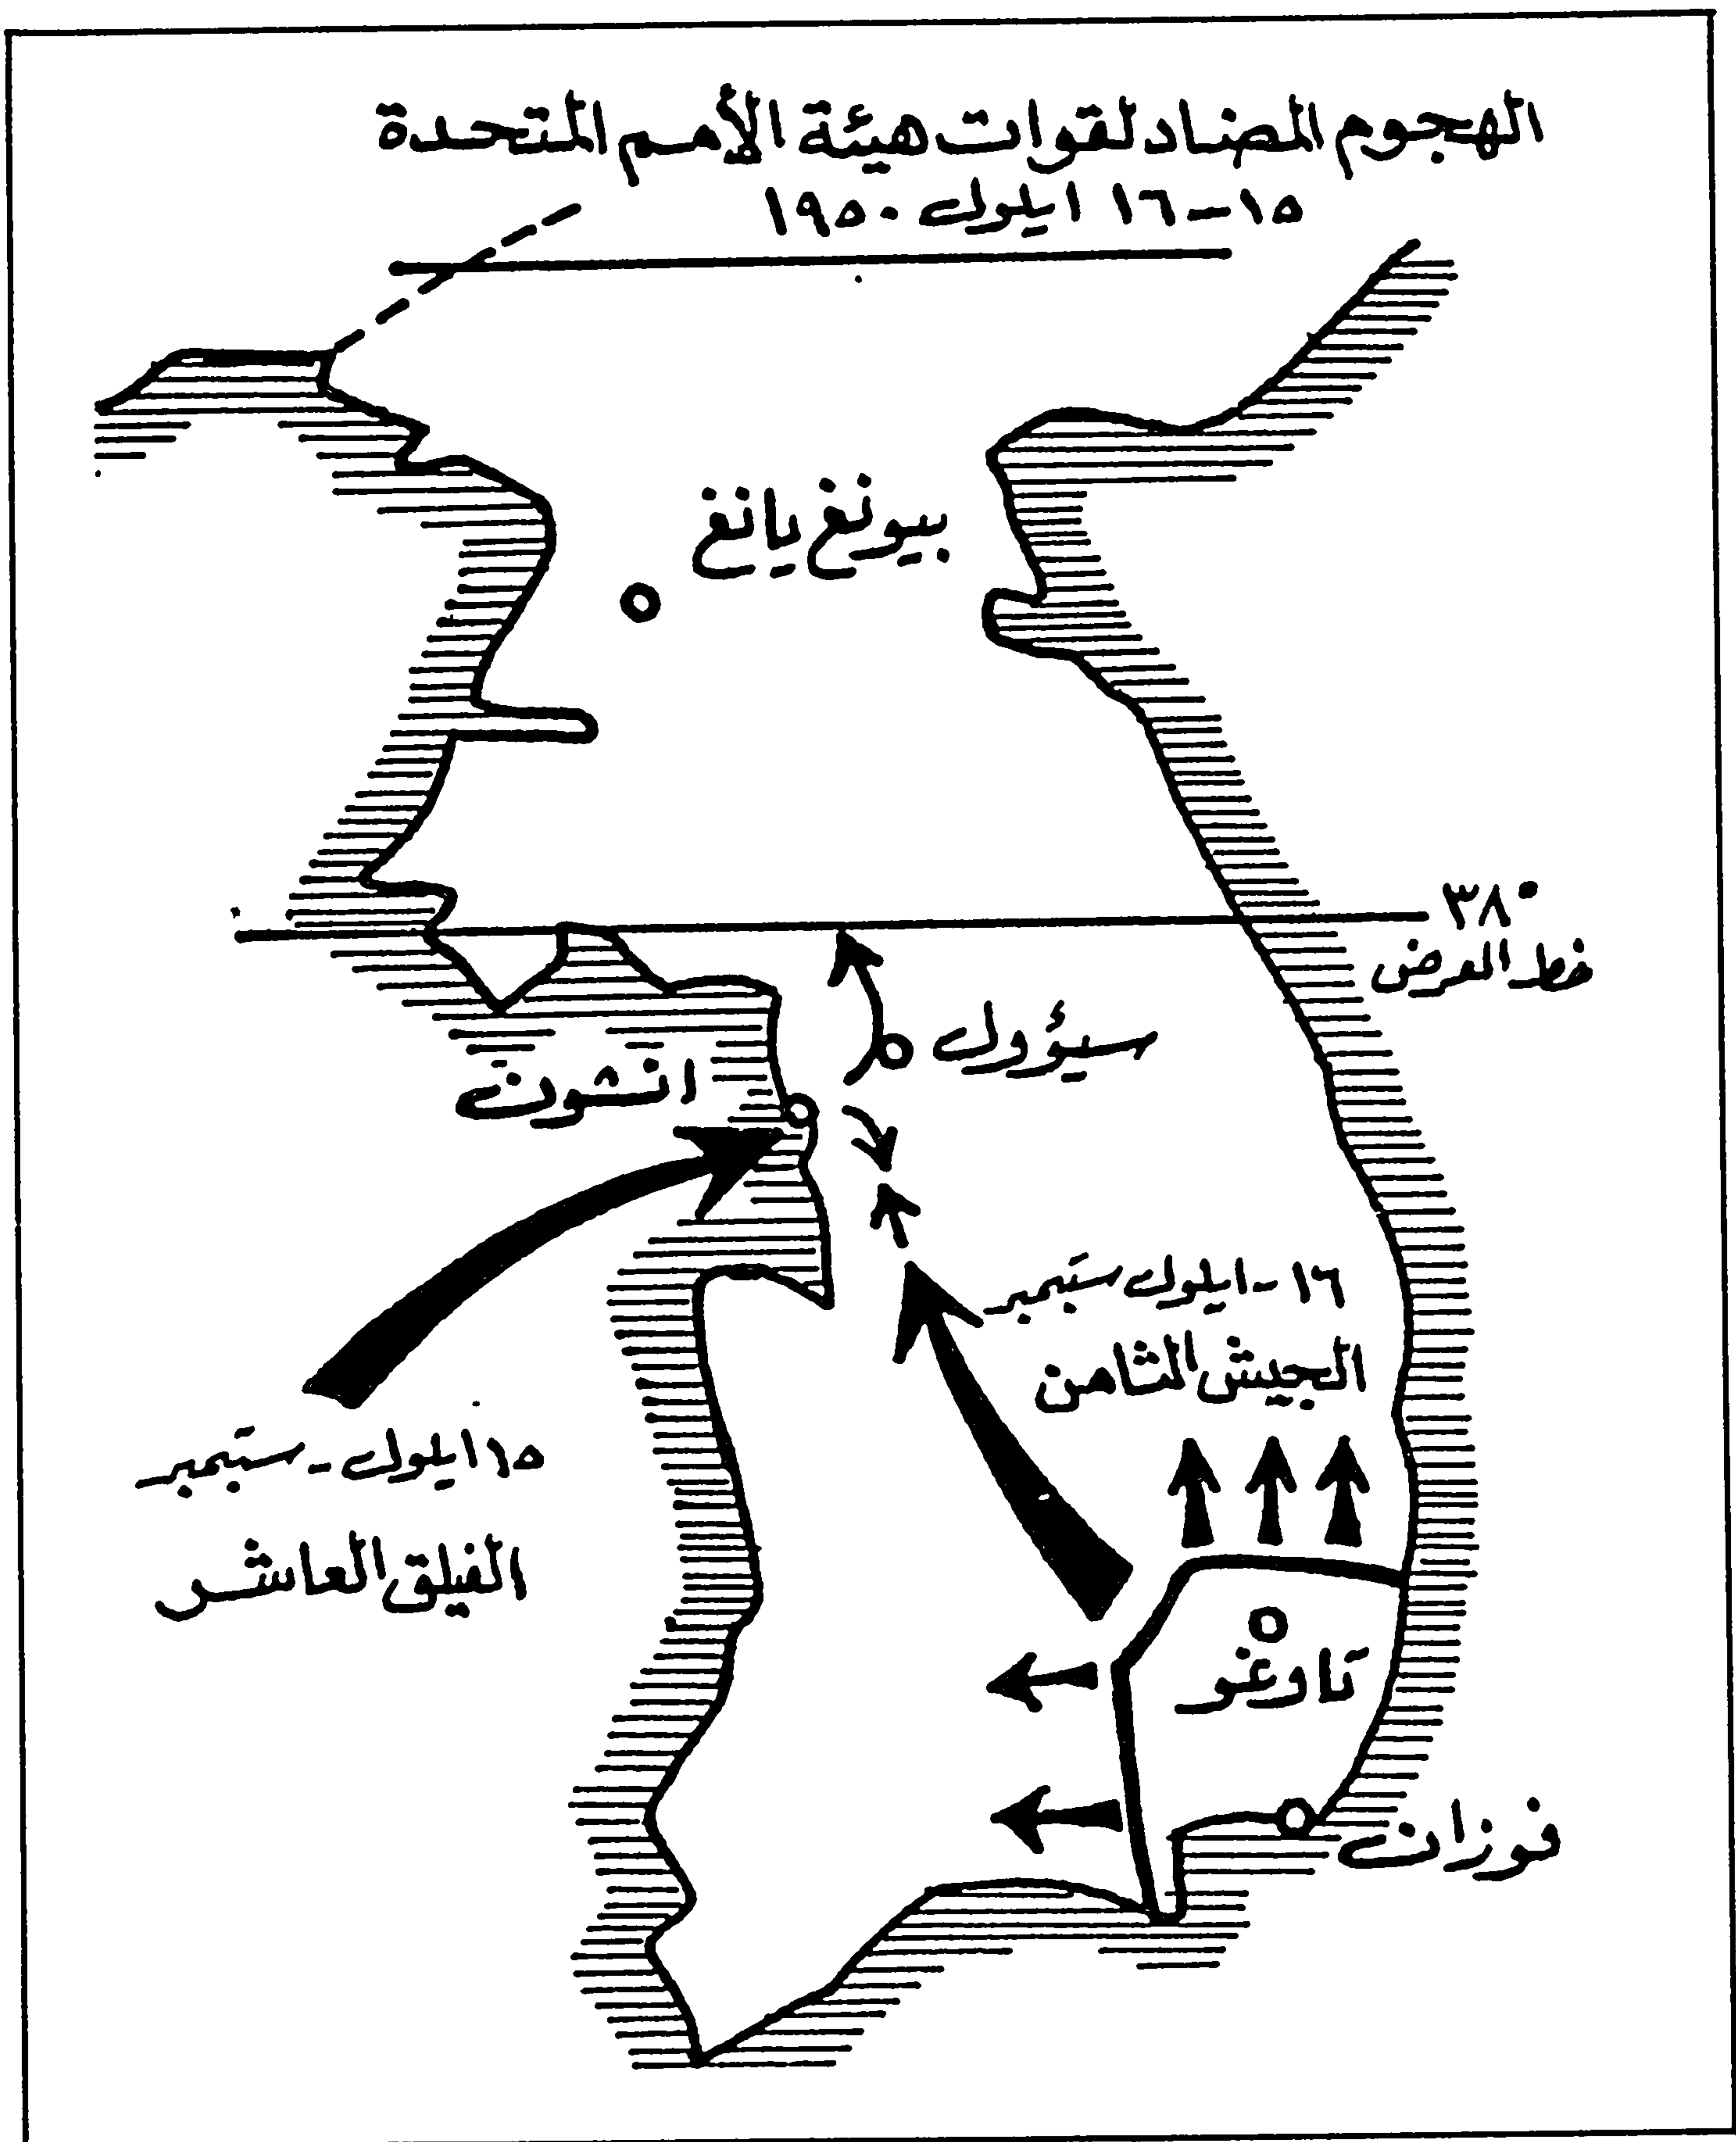 الهجوم المضاد لقوات هيئة الأمم المتحدة
١٥-١٦ ايلول ١٩٥٠
بيونغ يانغ
٣٨°
خط العرض
سيؤول
انشون
١٦-ايلول سبتمبر
الجيش الثامن
١٥ ايلول - سبتمبر
الفيلق العاشر
تاوغو
فوزان